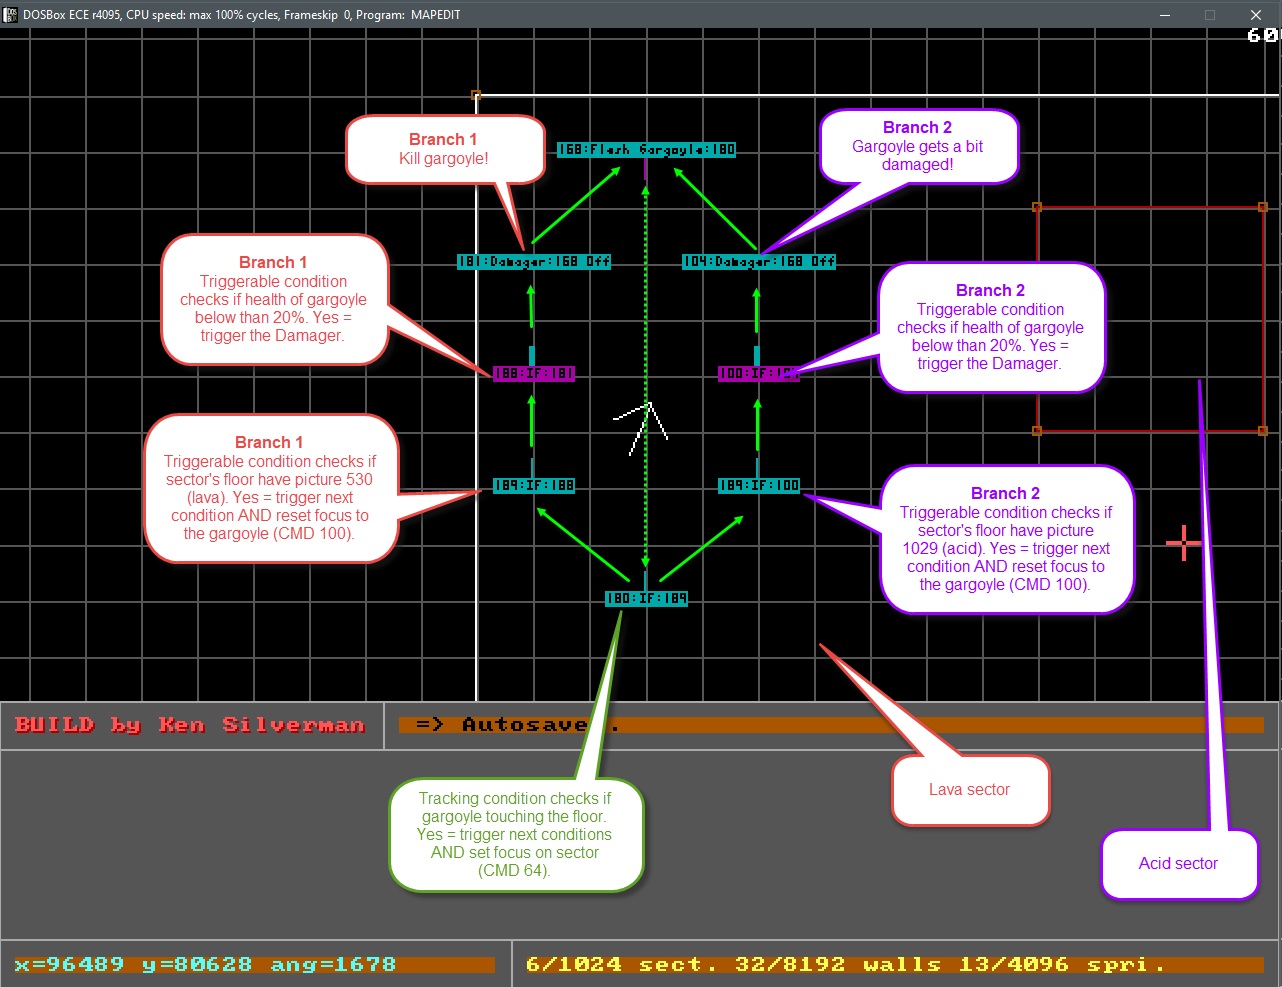 DOSBox ECE r4095, CPU speed: max 100% cycles, Frameskip 0, Program: MAPEDIT
60
Branch 1
Kill gargoyle!
168:Flesh Gargoyle:180
Branch 2
Gargoyle gets a bit
damaged!
Branch 1
Triggerable condition
checks if health of gargoyle
below than 20%. Yes =
trigger the Damager.
181:Damager:168 Off
104:Damager:168 Off
Branch 2
Triggerable condition
checks if health of gargoyle
below than 20%. Yes =
trigger the Damager.
188:IF:181
100:IF:
Branch 1
Triggerable condition checks if
sector's floor have picture 530
(lava). Yes = trigger next
condition AND reset focus to
the gargoyle (CMD 100).
189:IF:188
189:IF:100
Branch 2
Triggerable condition checks if
sector's floor have picture
1029 (acid). Yes = trigger next
condition AND reset focus to
the gargoyle (CMD 100).
180:IF:189
BUILD by Ken Silverman
=> Autosave .
Tracking condition checks if
gargoyle touching the floor.
Yes = trigger next conditions
AND set focus on sector
(CMD 64).
Lava sector
Acid sector
x=96489 y=80628 ang=1678
6/1024 sect. 32/8192 walls 13/4096 spri.